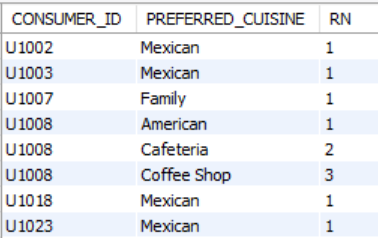 CONSUMER_ID PREFERRED_CUISINE RN
U1002 Mexican 1
U1003 Mexican 1
U1007 Family 1
U1008 American 1
U1008 Cafeteria 2
U1008 Coffee Shop 3
U1018 Mexican 1
U1023 Mexican 1